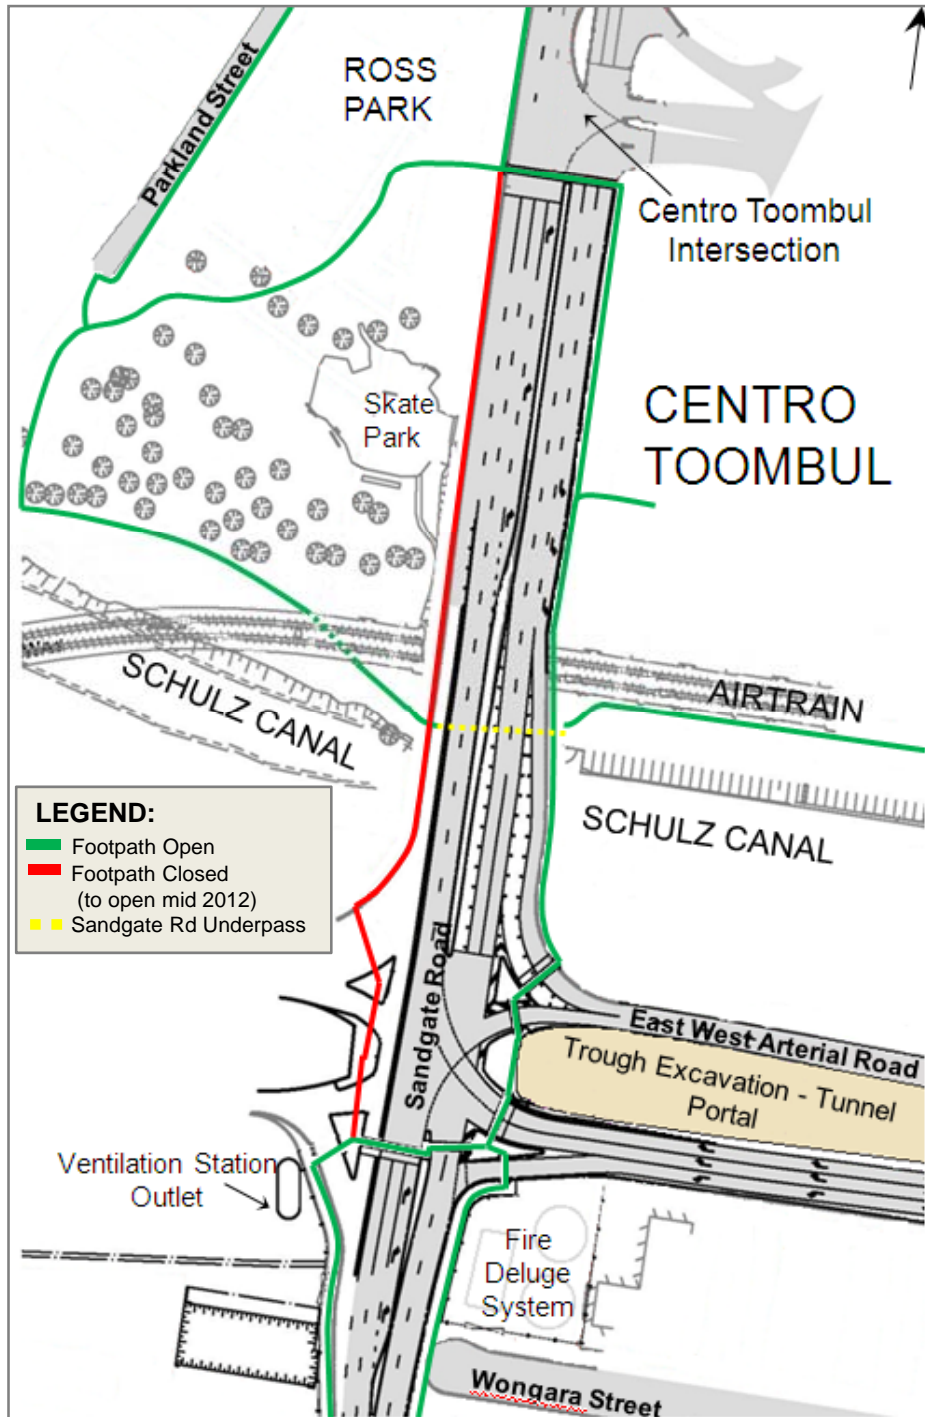 Parkland Street
ROSS
PARK
Centro Toombul
Intersection
CENTRO
TOOMBUL
Skate
Park
AIRTRAIN
SCHULZ CANAL
SCHULZ CANAL
LEGEND:
Footpath Open
Footpath Closed
(to open mid 2012)
Sandgate Rd Underpass
Sandgate Road
East West Arterial Road
Trough Excavation - Tunnel
Portal
Ventilation Station
Outlet
Fire
Deluge
System
Wongara Street